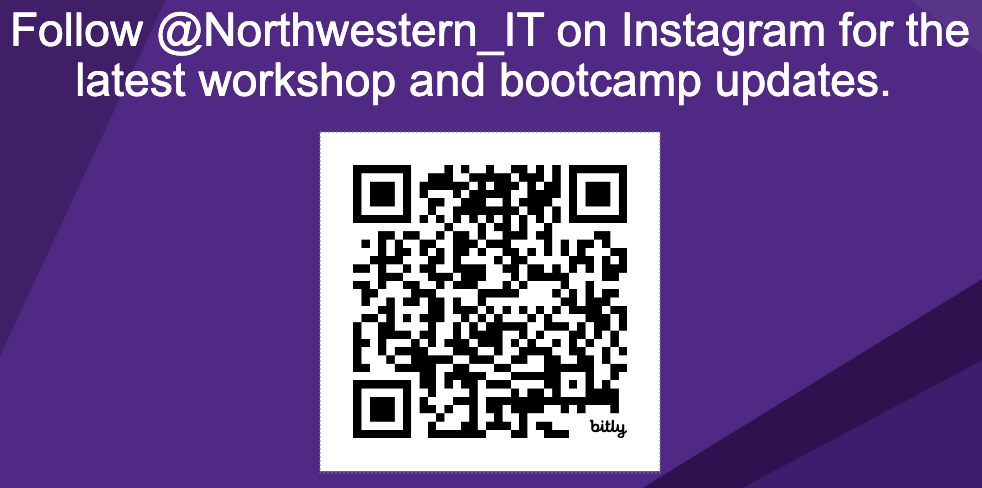 Follow @Northwestern_IT on Instagram for the
latest workshop and bootcamp updates.
bitly